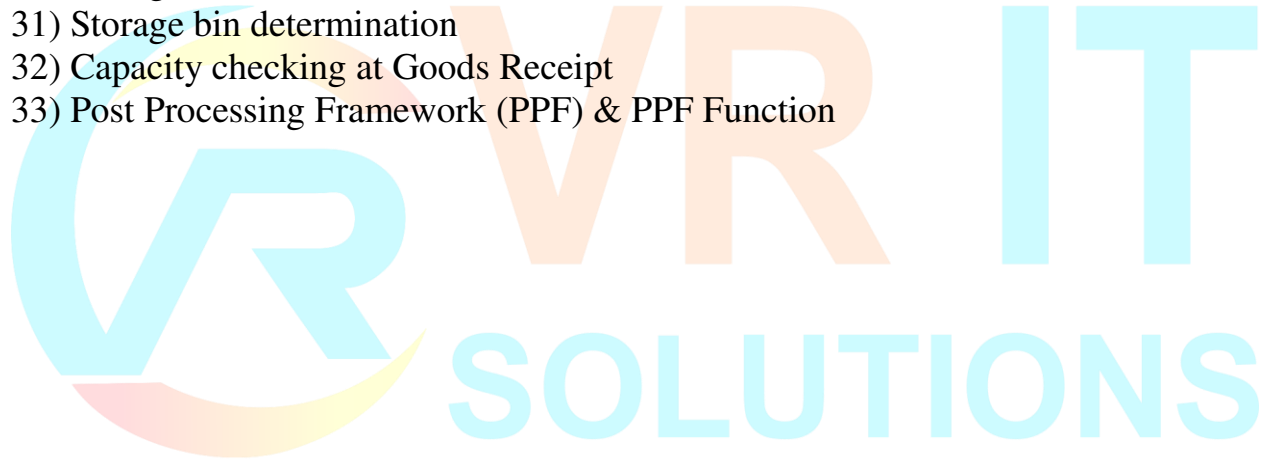 31) Storage bin determination
32) Capacity checking at Goods Receipt
33) Post Processing Framework (PPF) & PPF Function
VR IT
SOLUTIONS